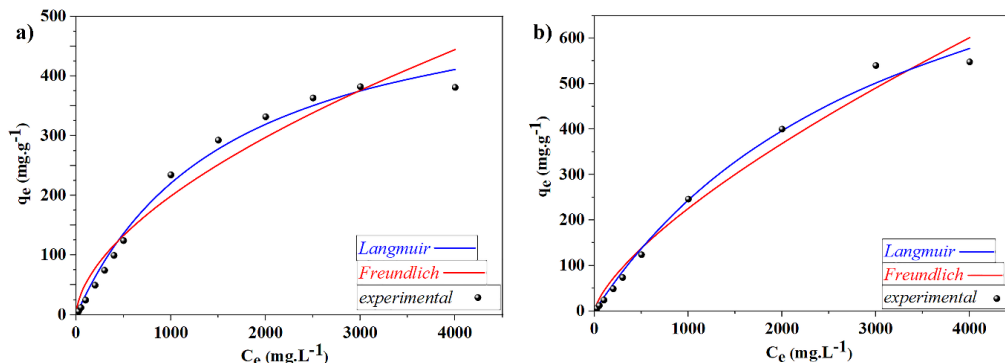 a)
500
400
300
200
100
0
qe (mg.g-1)
0
1000
2000
3000
4000
Ce (mg.L-1)
Langmuir
Freundlich
experimental
b)
600
500
400
300
200
100
0
qe (mg.g-1)
0
1000
2000
3000
4000
Ce (mg.L-1)
Langmuir
Freundlich
experimental